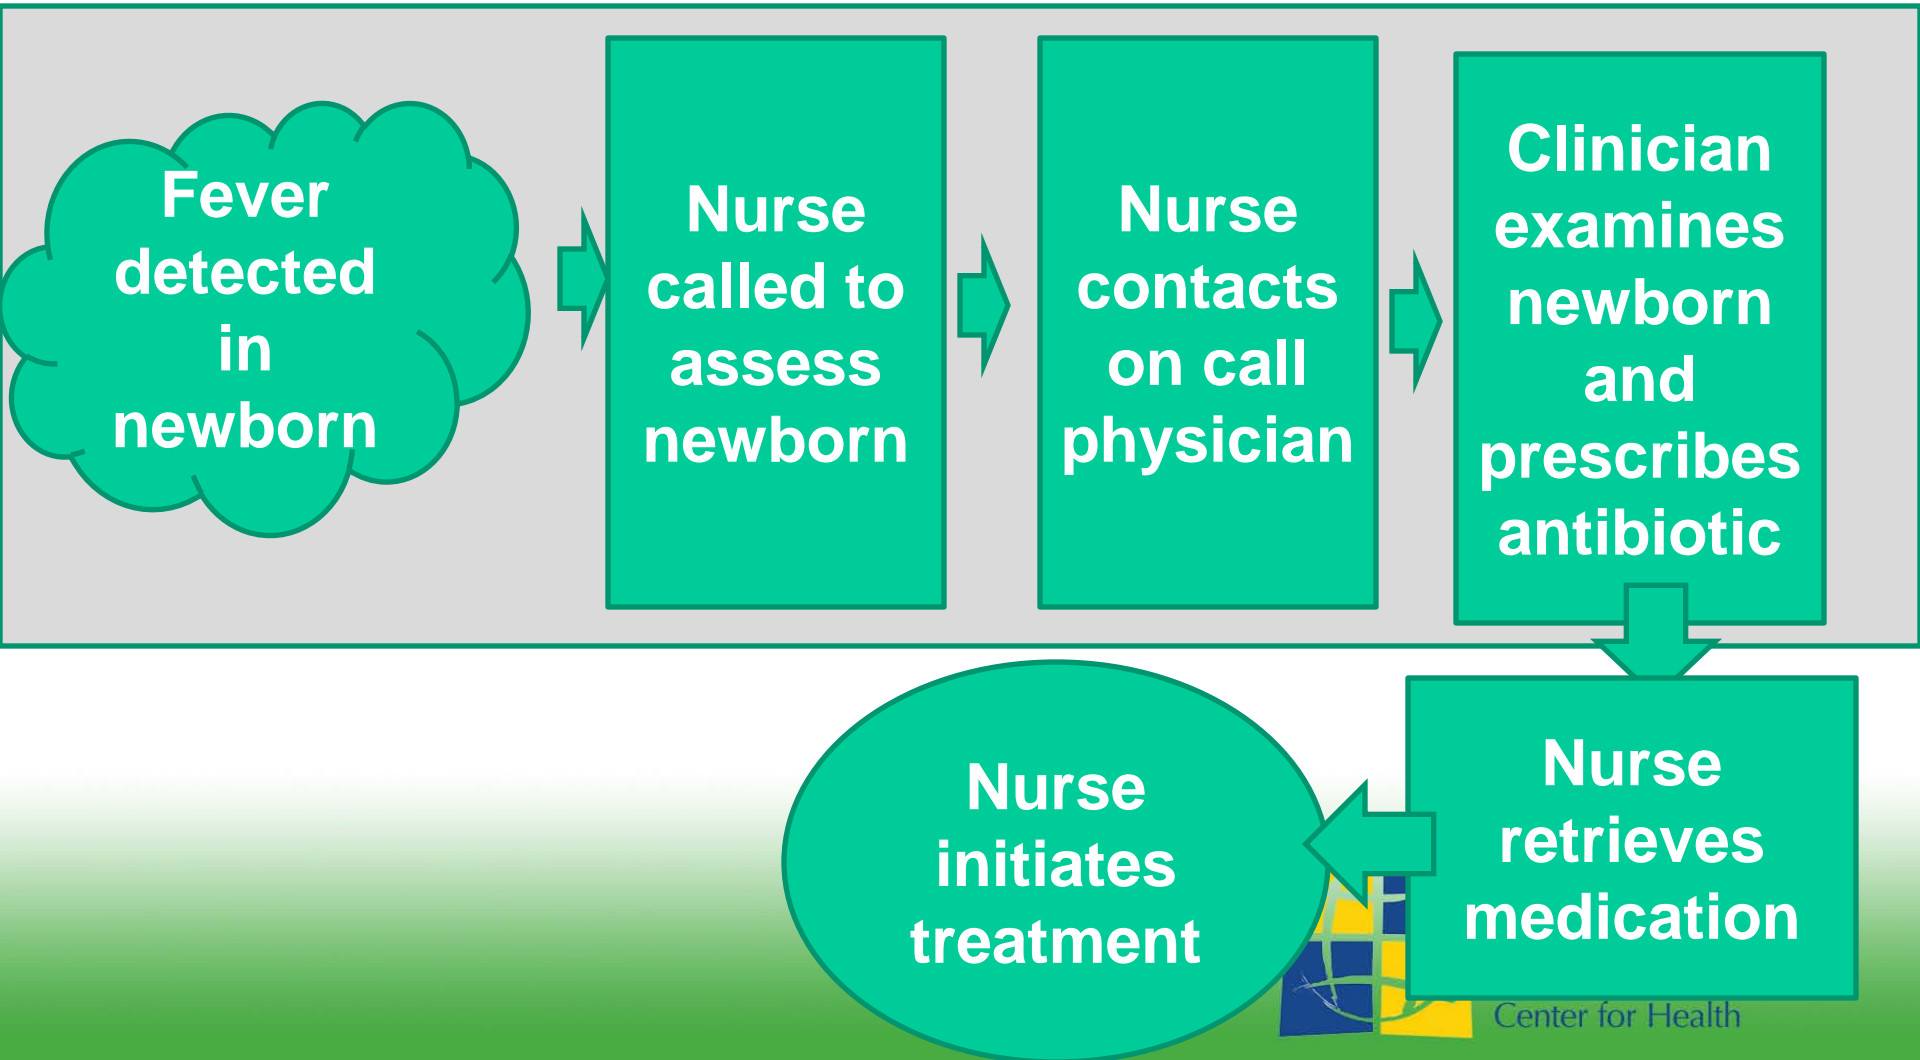 Fever
detected
in
newborn
Nurse
called to
assess
newborn
Nurse
contacts
on call
physician
Clinician
examines
newborn
and
prescribes
antibiotic
Nurse
retrieves
medication
Nurse
initiates
treatment
Center for Health